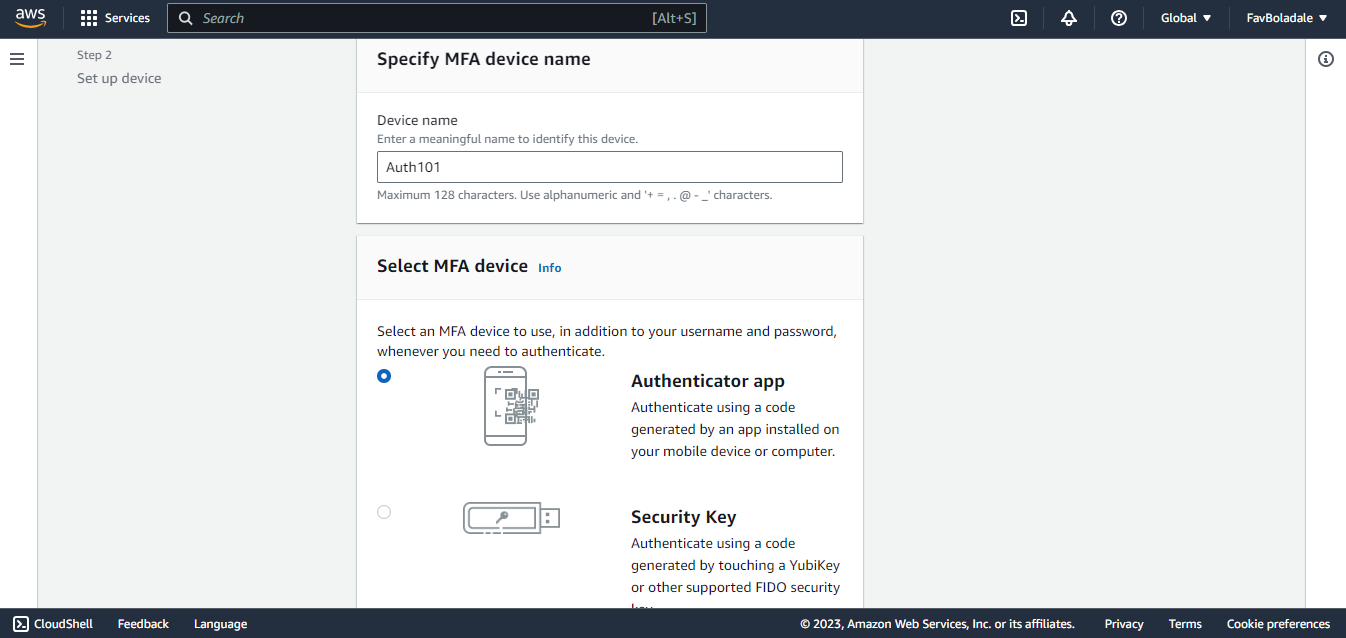 aws
Services
Search
[Alt+S]
Global
FavBoladale
Step 2
Set up device
Specify MFA device name
Device name
Enter a meaningful name to identify this device.
Auth101
Maximum 128 characters. Use alphanumeric and '+ = , . @ - _' characters.
Select MFA device Info
Select an MFA device to use, in addition to your username and password,
whenever you need to authenticate.
Authenticator app
Authenticate using a code
generated by an app installed on
your mobile device or computer.
Security Key
Authenticate using a code
generated by touching a YubiKey
or other supported FIDO security
key.
CloudShell
Feedback
Language
© 2023, Amazon Web Services, Inc. or its affiliates.
Privacy
Terms
Cookie preferences